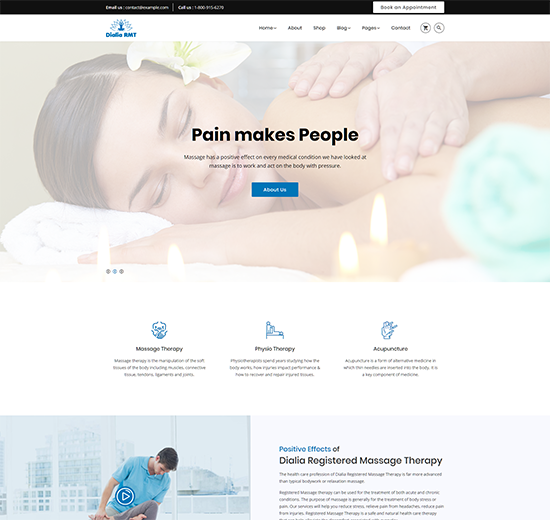 Email us : contact@example.com Call us : 1-800-915-6270 Book an Appointment
Dialia RMT
Home About Shop Blog Pages Contact
Pain makes People
Massage has a positive effect on every medical condition we have looked at
massage is to work and act on the body with pressure.
About Us
Massage Therapy
Massage therapy is the manipulation of the soft
tissues of the body including muscles, connective
tissue, tendons, ligaments and joints.
Physio Therapy
Physiotherapists spend years studying how the
body works, how injuries impact performance &
how to recover and repair injured tissues.
Acupuncture
Acupuncture is a form of alternative medicine in
which thin needles are inserted into the body. It is
a key component of medicine.
Positive Effects of
Dialia Registered Massage Therapy
The health care profession of Dialia Registered Massage Therapy is far more advanced
than typical bodywork or relaxation massage.
Registered Massage Therapy can be used for the treatment of both acute and chronic
conditions. The purpose of massage is generally for the treatment of body stress or
pain. Our services will help you reduce stress, relieve pain from headaches, reduce pain
from injuries. Registered Massage Therapy is a safe and natural health care therapy